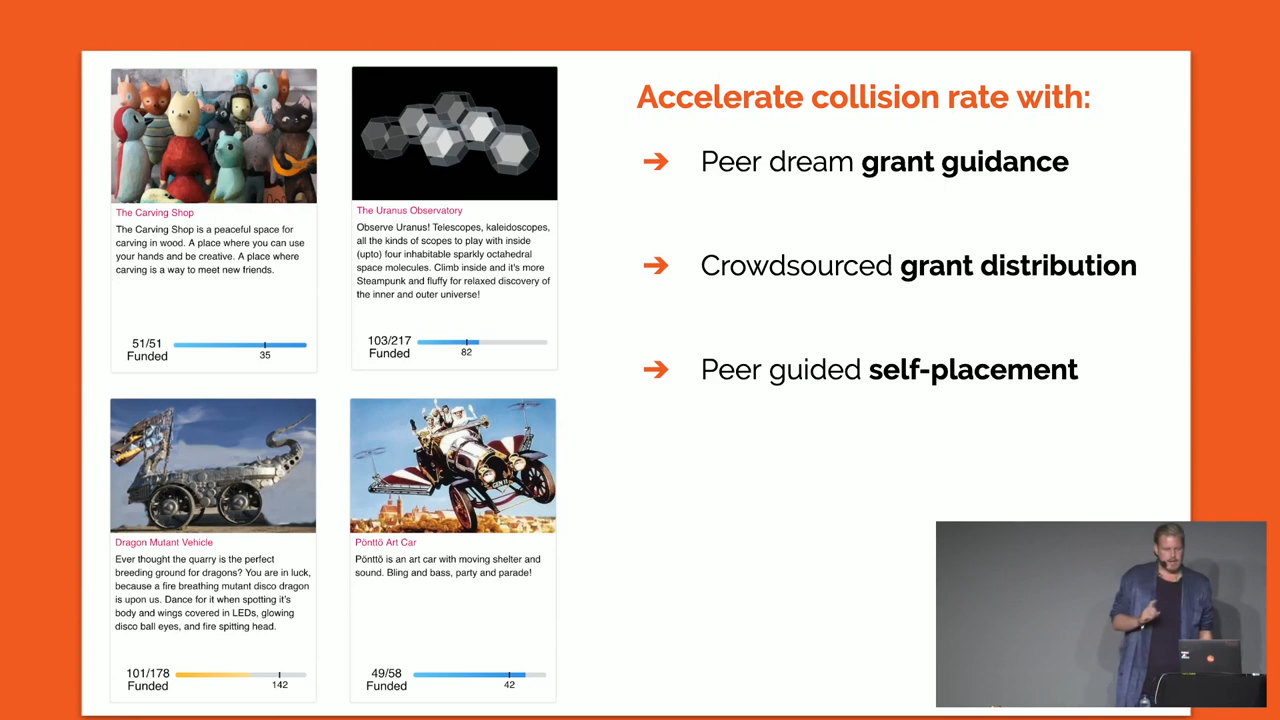 The Carving Shop
The Carving Shop is a peaceful space for
carving in wood. A place where you can use
your hands and be creative. A place where
carving is a way to meet new friends.
51/51
Funded
35
The Uranus Observatory
Observe Uranus! Telescopes, kaleidoscopes,
all the kinds of scopes to play with inside
(upto) four inhabitable sparkly octahedral
space molecules. Climb inside and it's more
Steampunk and fluffy for relaxed discovery of
the inner and outer universe!
103/217
Funded
82
Dragon Mutant Vehicle
Ever thought the quarry is the perfect
breeding ground for dragons? You are in luck,
because a fire breathing mutant disco dragon
is upon us. Dance for it when spotting it's
body and wings covered in LEDs, glowing
disco ball eyes, and fire spitting head.
101/178
Funded
142
Pönttö Art Car
Pönttö is an art car with moving shelter and
sound. Bling and bass, party and parade!
49/58
Funded
42
Accelerate collision rate with:
➔ Peer dream grant guidance
➔ Crowdsourced grant distribution
➔ Peer guided self-placement